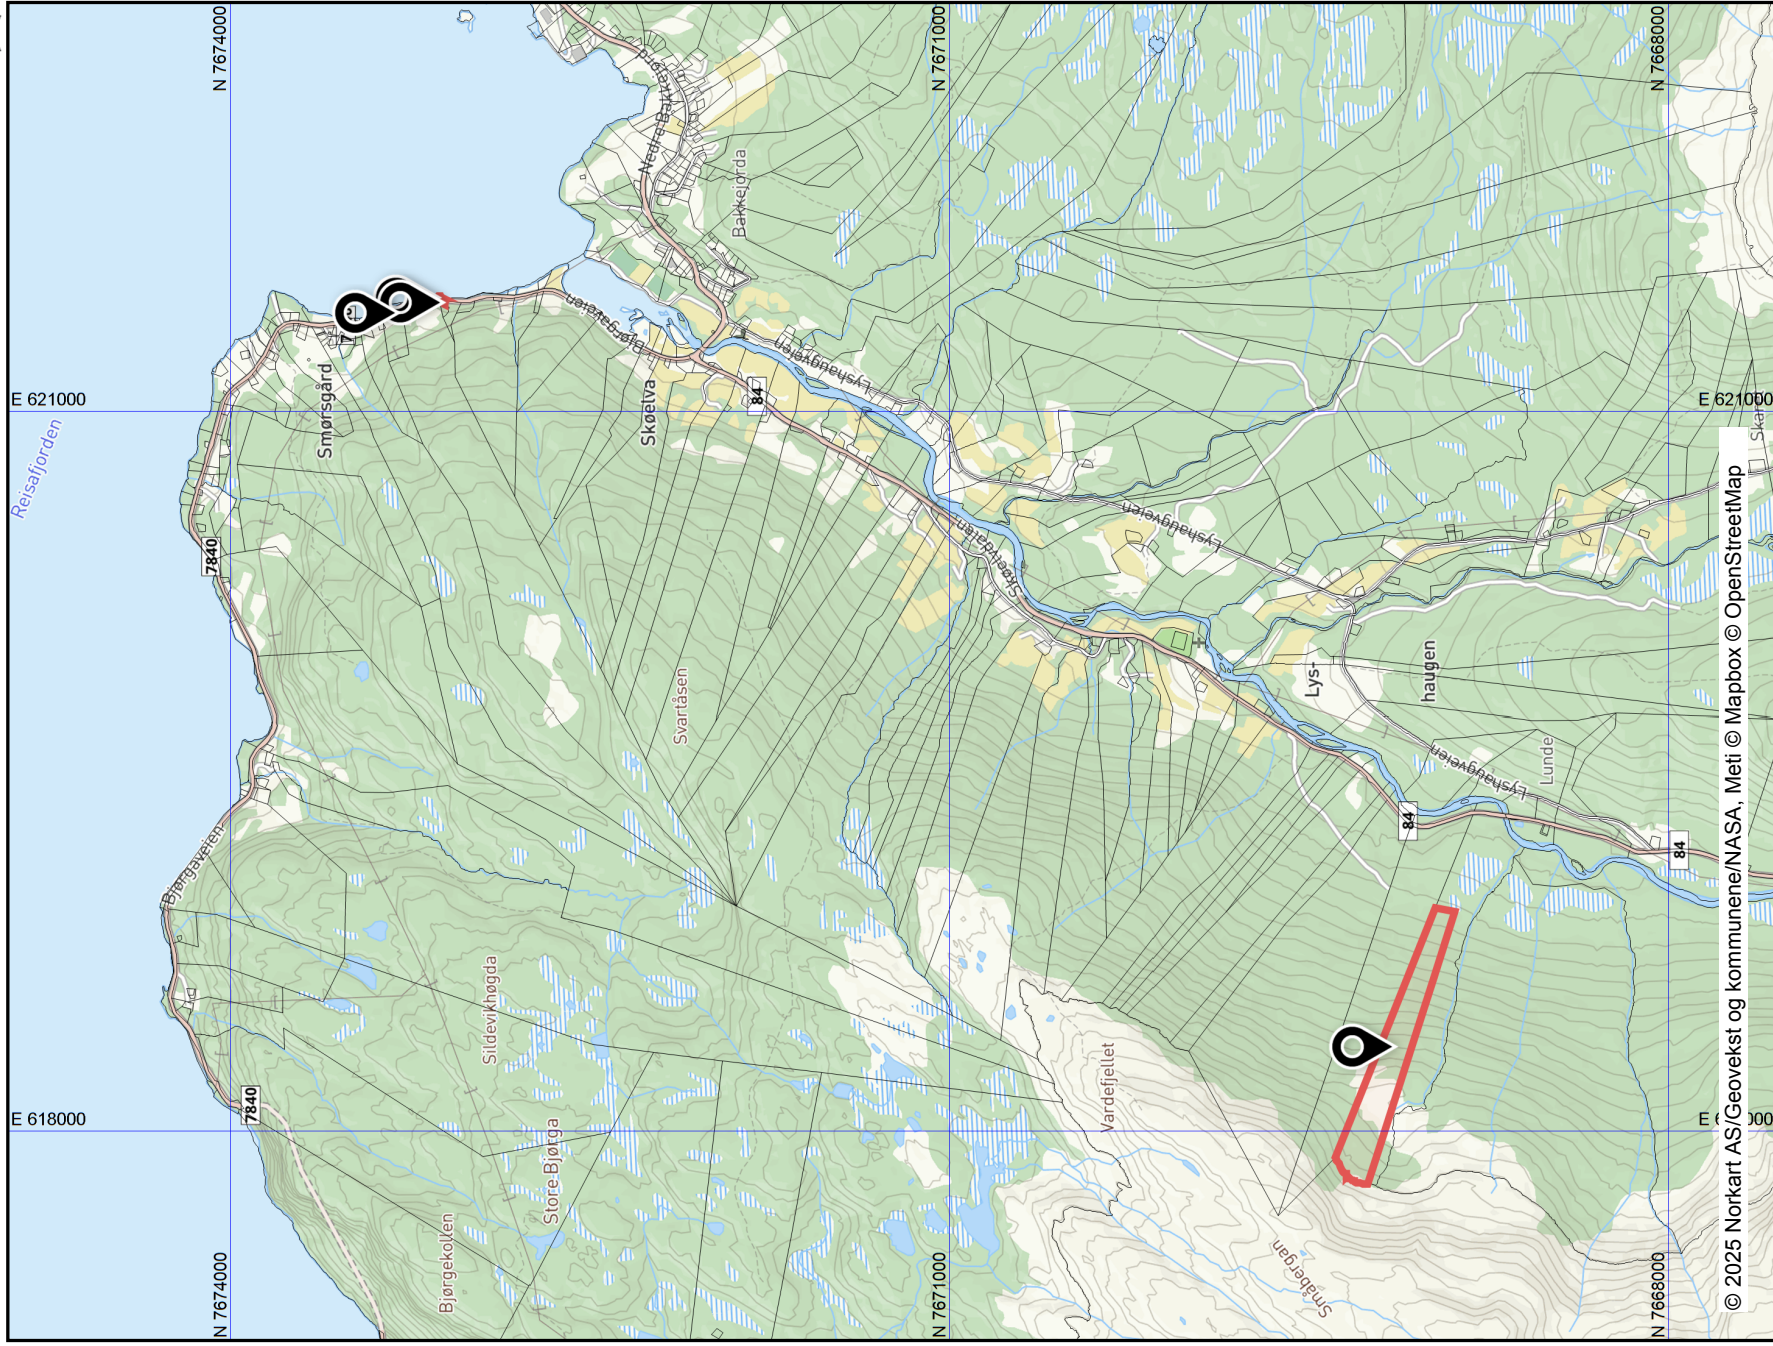 N 7674000
N 7671000
N 7668000
Nedre Bakkejord
Bakkejorda
Reisafjorden
E 621000
E 621000
Smørsgård
Skøelva
Bjørgaveien
84
Lyshaugveien
Skar
7840
Skøelvdalen
Lyshaugveien
Svartåsen
Lys-
haugen
Lyshaugveien
Lunde
Bjørgaveien
84
84
Sildevikhøgda
Vardefjellet
7840
E 618000
Store Bjørga
Bjørgekollen
Småbergan
N 7674000
N 7671000
N 7668000
© 2025 Norkart AS/Geovekst og kommunene/NASA, Meti © Mapbox © OpenStreetMap